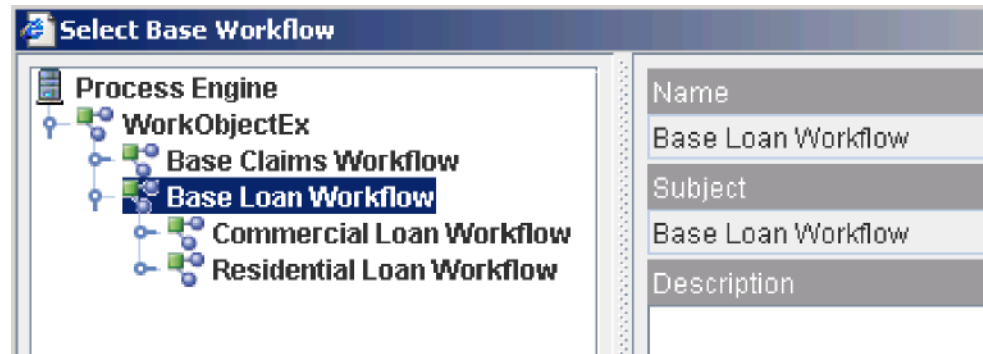 Select Base Workflow
Process Engine
WorkObjectEx
Base Claims Workflow
Base Loan Workflow
Commercial Loan Workflow
Residential Loan Workflow
Name
Base Loan Workflow
Subject
Base Loan Workflow
Description